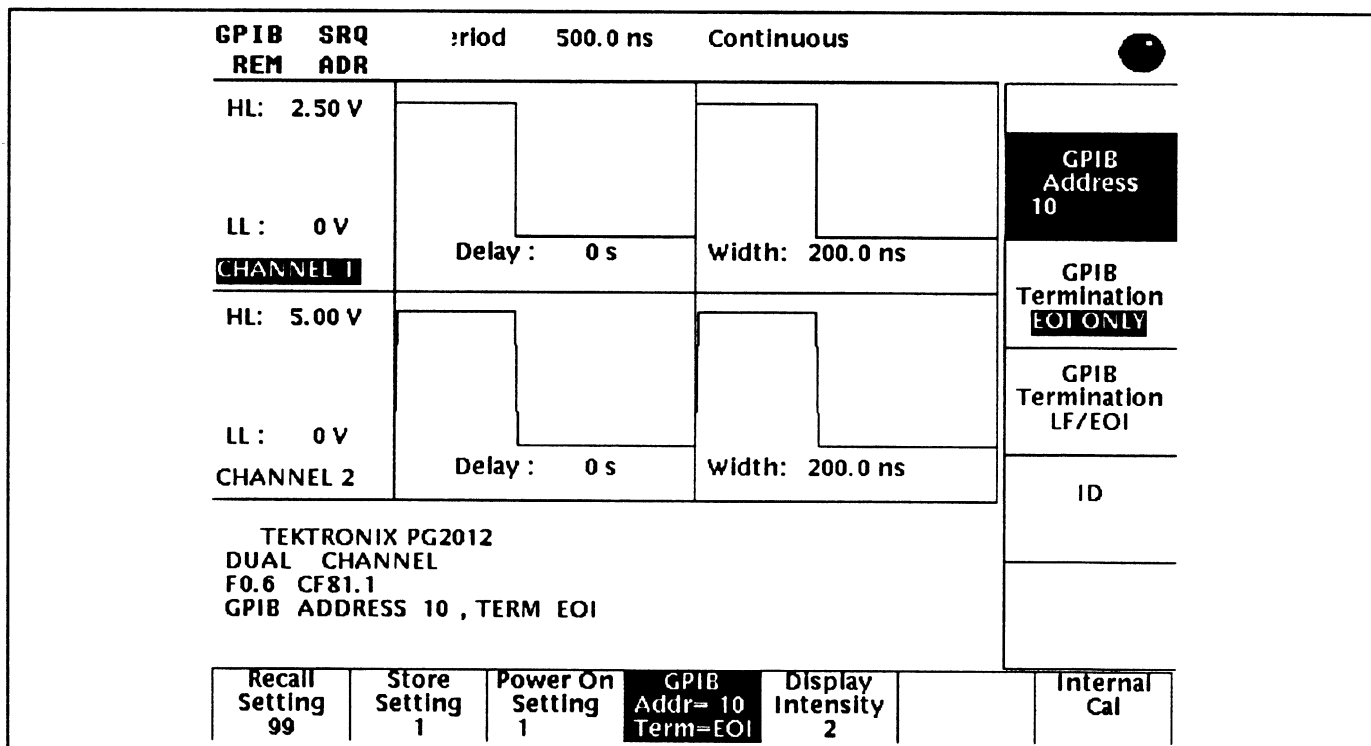 GPIB SRQ
REM ADR
eriod 500.0 ns Continuous
HL: 2.50 V
LL : 0 V
CHANNEL 1
Delay : 0 s Width: 200.0 ns
HL: 5.00 V
LL : 0 V
CHANNEL 2
Delay : 0 s Width: 200.0 ns
TEKTRONIX PG2012
DUAL CHANNEL
F0.6 CF81.1
GPIB ADDRESS 10 , TERM EOI
GPIB
Address
10
GPIB
Termination
EOI ONLY
GPIB
Termination
LF/EOI
ID
Recall
Setting
99
Store
Setting
1
Power On
Setting
1
GPIB
Addr= 10
Term=EOI
Display
Intensity
2
Internal
Cal